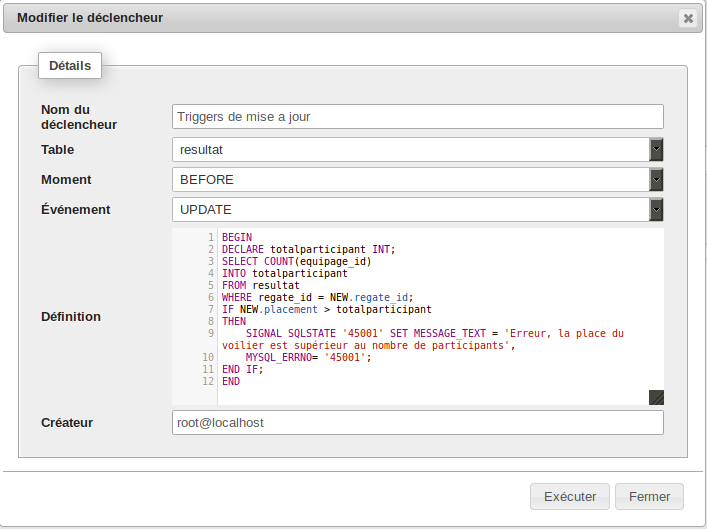 Modifier le déclencheur
Détails
Nom du
déclencheur
Triggers de mise a jour
Table
resultat
Moment
BEFORE
Événement
UPDATE
Définition
1 BEGIN
2 DECLARE totalparticipant INT;
3 SELECT COUNT(equipage_id)
4 INTO totalparticipant
5 FROM resultat
6 WHERE regate_id = NEW.regate_id;
7 IF NEW.placement > totalparticipant
8 THEN
9 SIGNAL SQLSTATE '45001' SET MESSAGE_TEXT = 'Erreur, la place du
voilier est supérieur au nombre de participants',
10 MYSQL_ERRNO= '45001';
11 END IF;
12 END
Créateur
root@localhost
Exécuter
Fermer